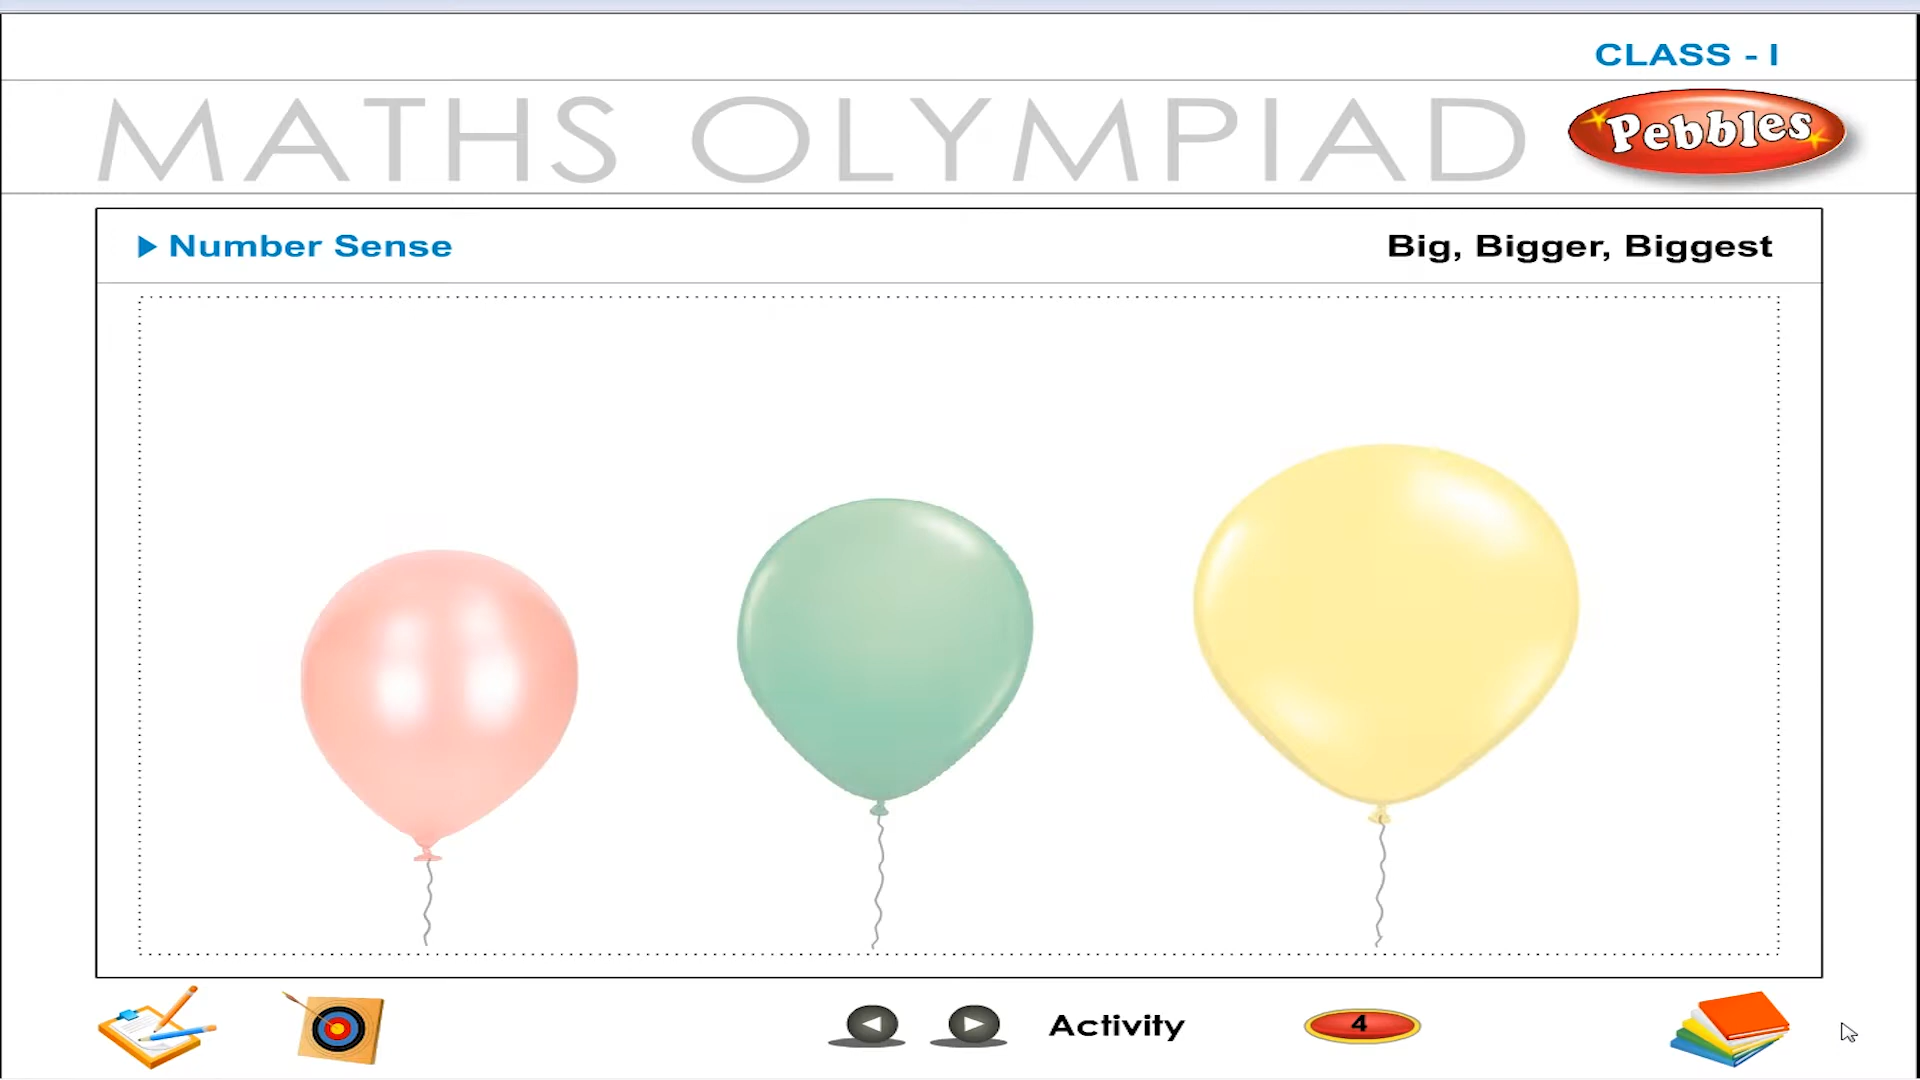 CLASS - I
MATHS OLYMPIAD
Pebbles
Number Sense
Big, Bigger, Biggest
Activity
4